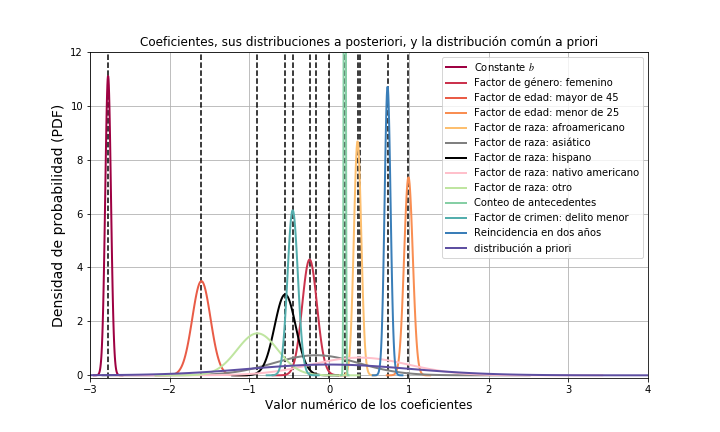 Coeficientes, sus distribuciones a posteriori, y la distribución común a priori
Densidad de probabilidad (PDF)
12
10
8
6
4
2
0
Constante b
Factor de género: femenino
Factor de edad: mayor de 45
Factor de edad: menor de 25
Factor de raza: afroamericano
Factor de raza: asiático
Factor de raza: hispano
Factor de raza: nativo americano
Factor de raza: otro
Conteo de antecedentes
Factor de crimen: delito menor
Reincidencia en dos años
distribución a priori
−3 −2 −1 0 1 2 3 4
Valor numérico de los coeficientes